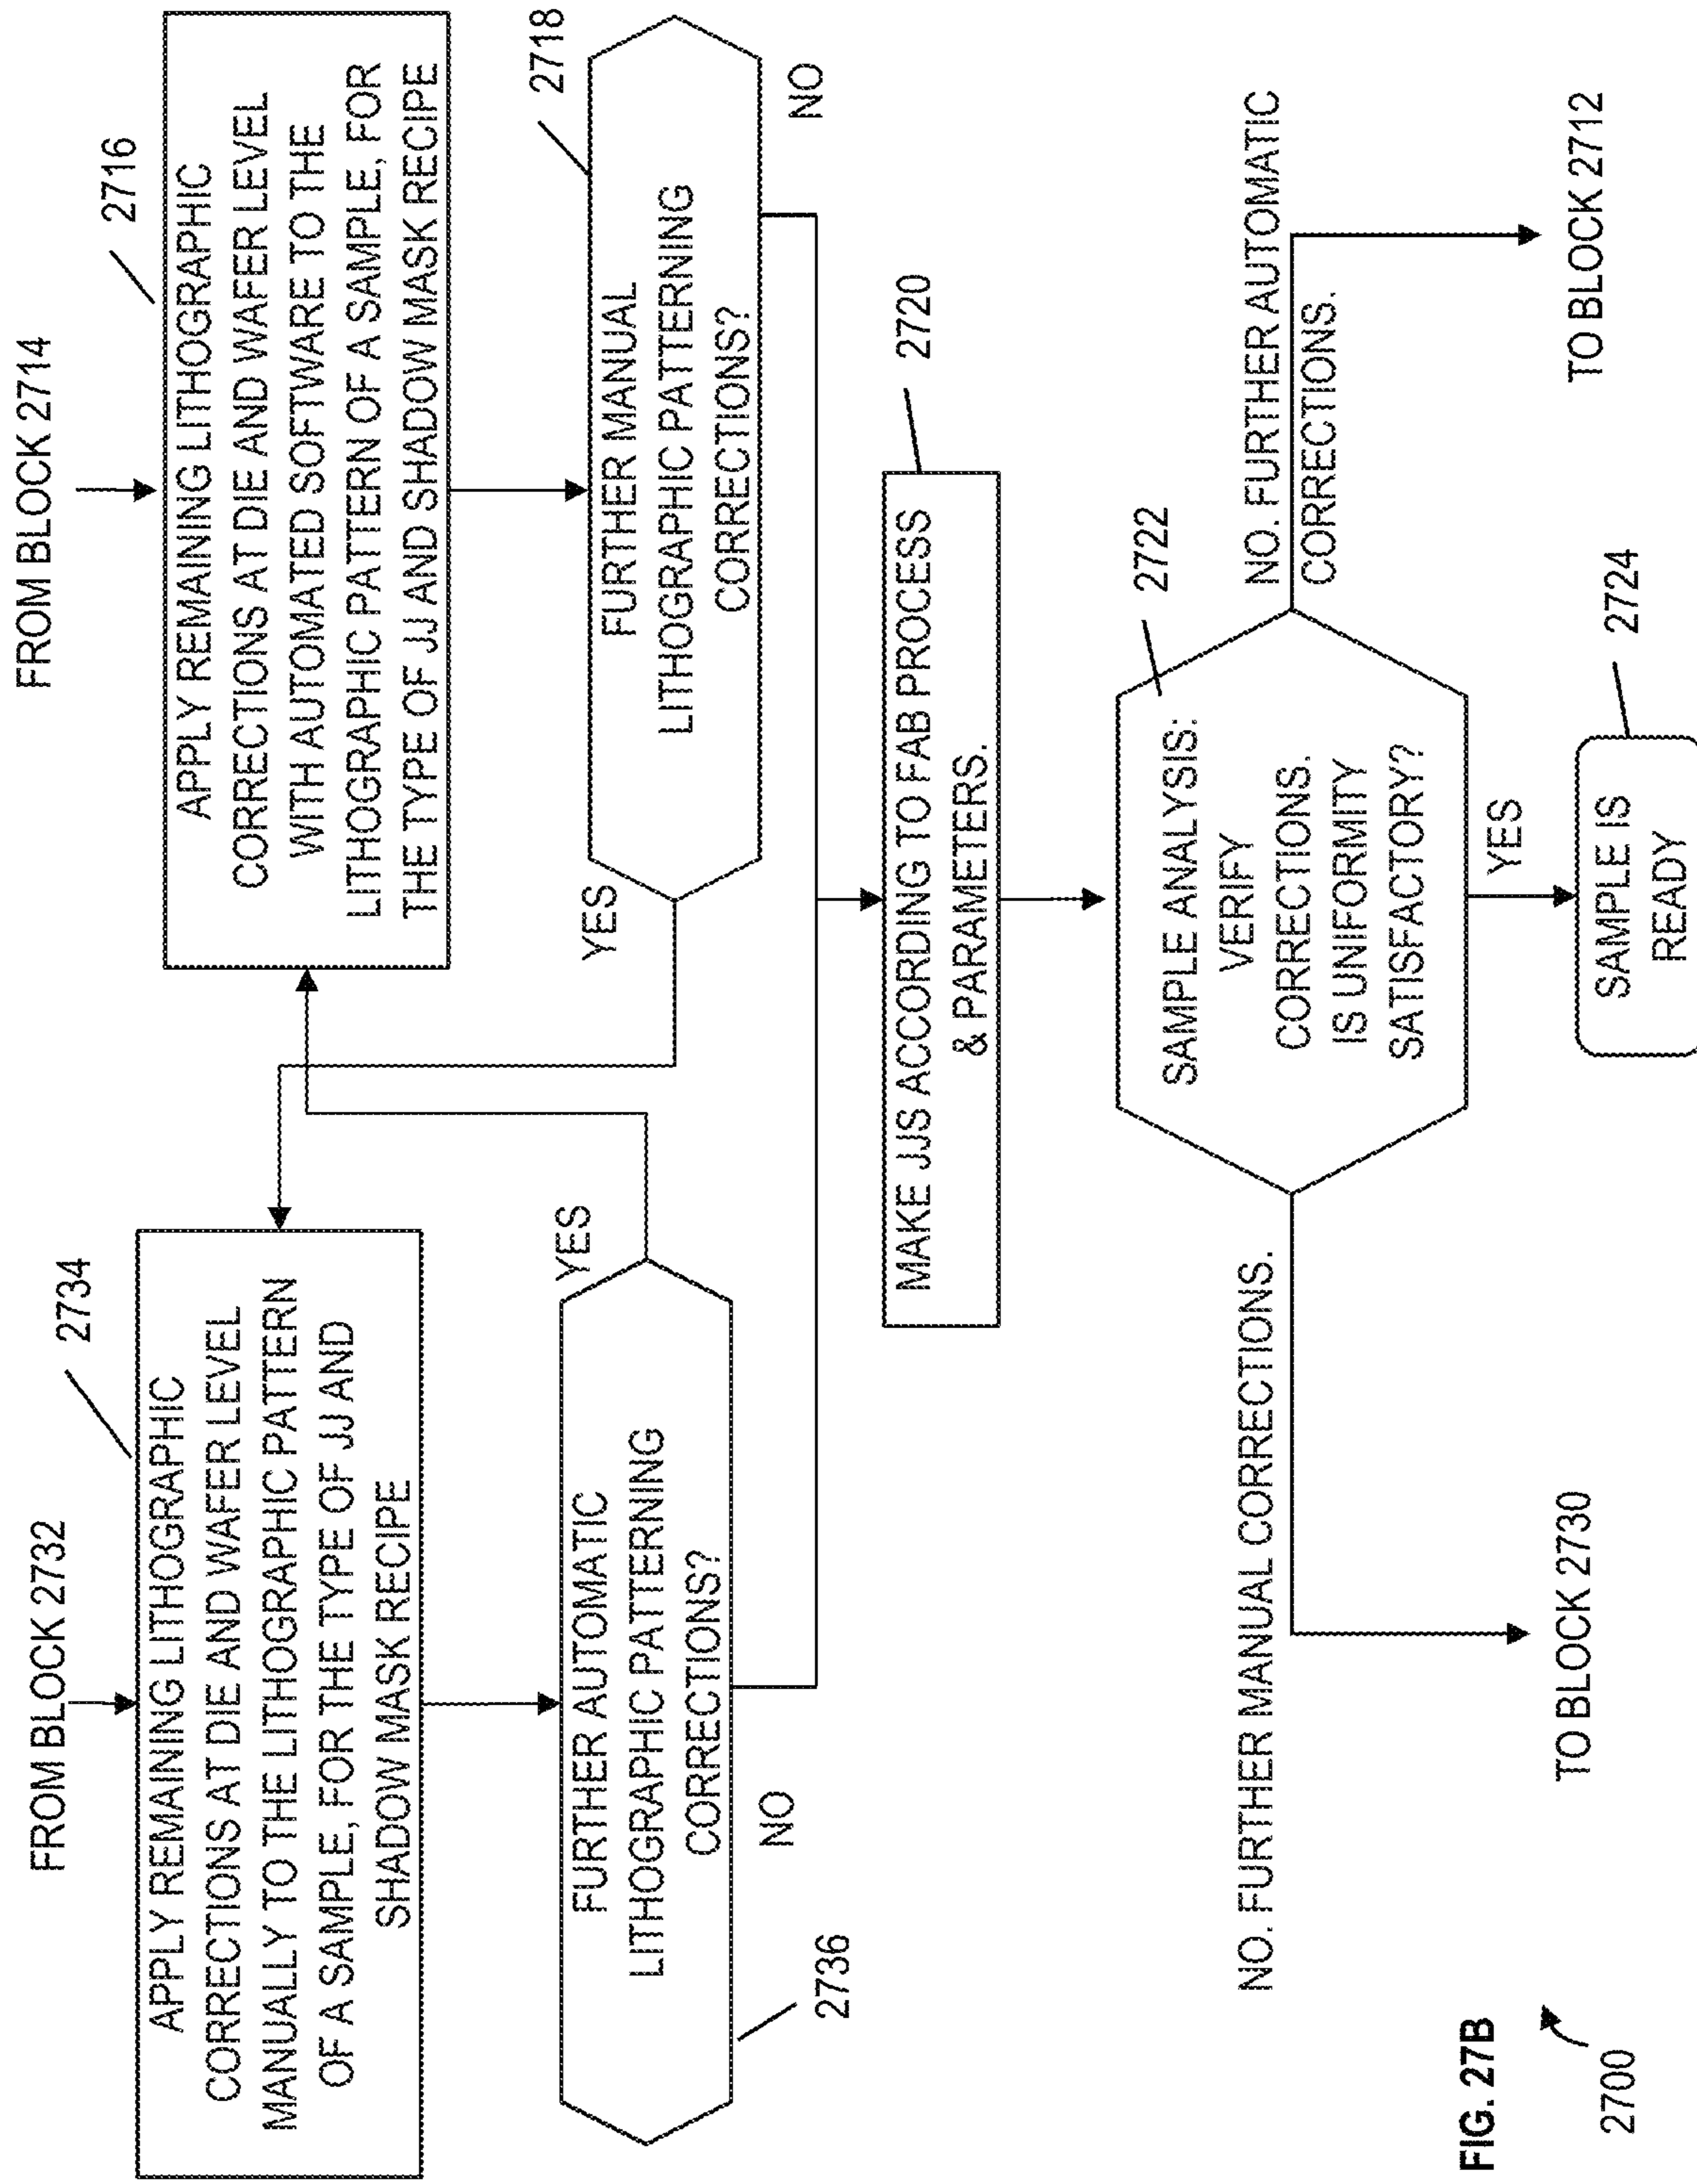 FROM BLOCK 2732
2734
APPLY REMAINING LITHOGRAPHIC
CORRECTIONS AT DIE AND WAFER LEVEL
MANUALLY TO THE LITHOGRAPHIC PATTERN
OF A SAMPLE, FOR THE TYPE OF JJ AND
SHADOW MASK RECIPE
FROM BLOCK 2714
2716
APPLY REMAINING LITHOGRAPHIC
CORRECTIONS AT DIE AND WAFER LEVEL
WITH AUTOMATED SOFTWARE TO THE
LITHOGRAPHIC PATTERN OF A SAMPLE, FOR
THE TYPE OF JJ AND SHADOW MASK RECIPE
YES
FURTHER AUTOMATIC
LITHOGRAPHIC PATTERNING
CORRECTIONS?
NO
2736
YES
2718
FURTHER MANUAL
LITHOGRAPHIC PATTERNING
CORRECTIONS?
NO
2720
MAKE JJS ACCORDING TO FAB PROCESS
& PARAMETERS.
2722
SAMPLE ANALYSIS:
VERIFY
CORRECTIONS.
IS UNIFORMITY
SATISFACTORY?
NO. FURTHER MANUAL CORRECTIONS.
NO. FURTHER AUTOMATIC
CORRECTIONS.
YES
TO BLOCK 2730
2724
SAMPLE IS
READY
TO BLOCK 2712
FIG. 27B
2700